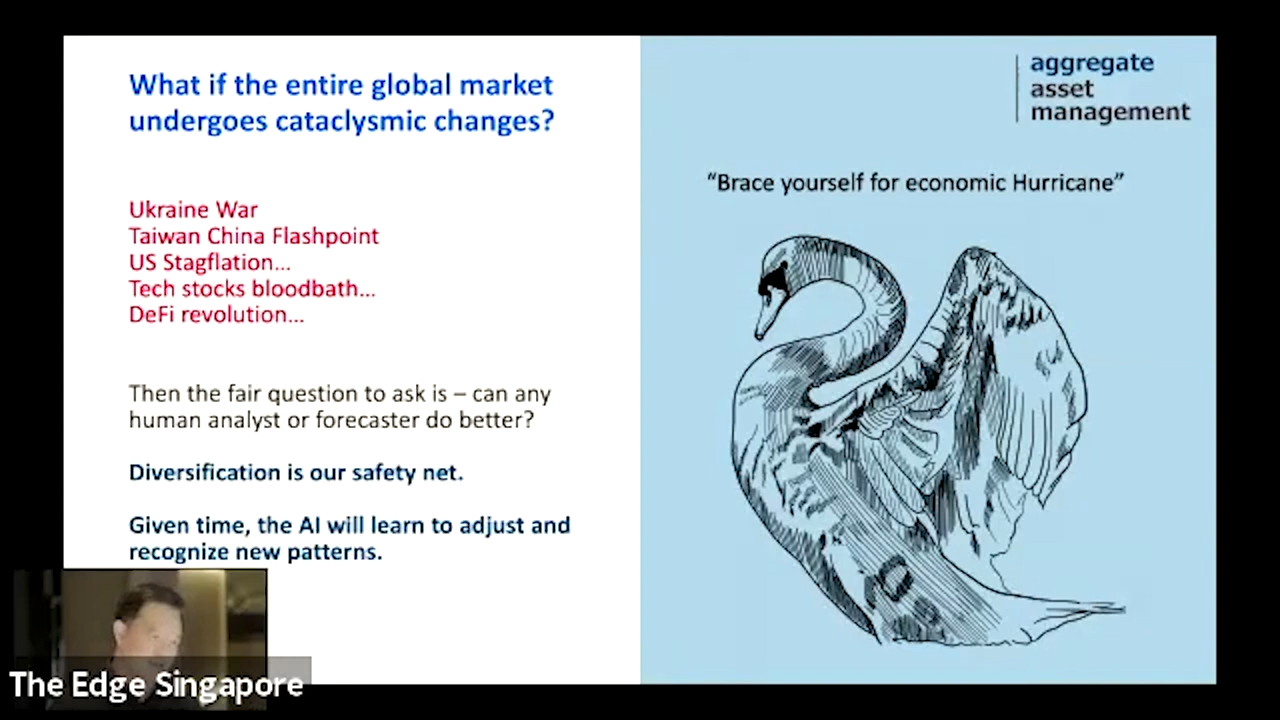 What if the entire global market
undergoes cataclysmic changes?
Ukraine War
Taiwan China Flashpoint
US Stagflation...
Tech stocks bloodbath...
DeFi revolution...
Then the fair question to ask is – can any
human analyst or forecaster do better?
Diversification is our safety net.
Given time, the AI will learn to adjust and
recognize new patterns.
aggregate
asset
management
“Brace yourself for economic Hurricane”
The Edge Singapore